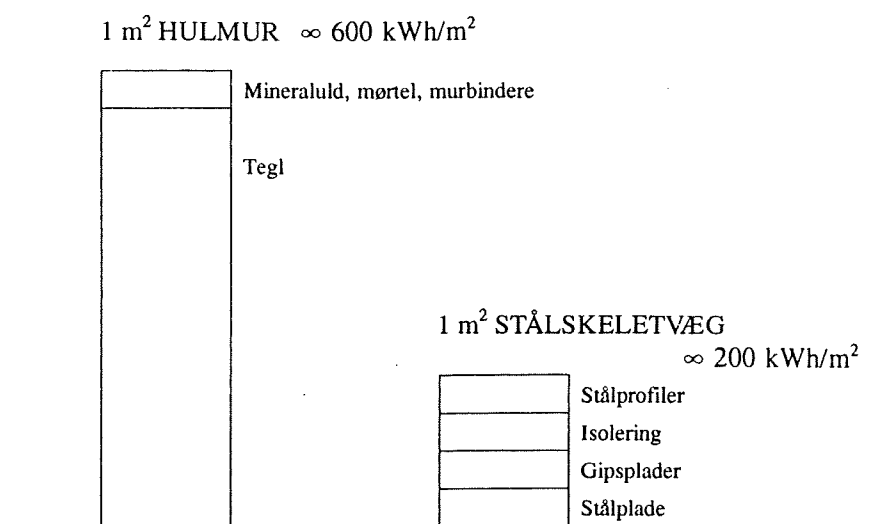 1 m² HULMUR ∞ 600 kWh/m²
Mineraluld, mørtel, murbindere
Tegl
1 m² STÅLSKELETVÆG
∞ 200 kWh/m²
Stålprofiler
Isolering
Gipsplader
Stålplade